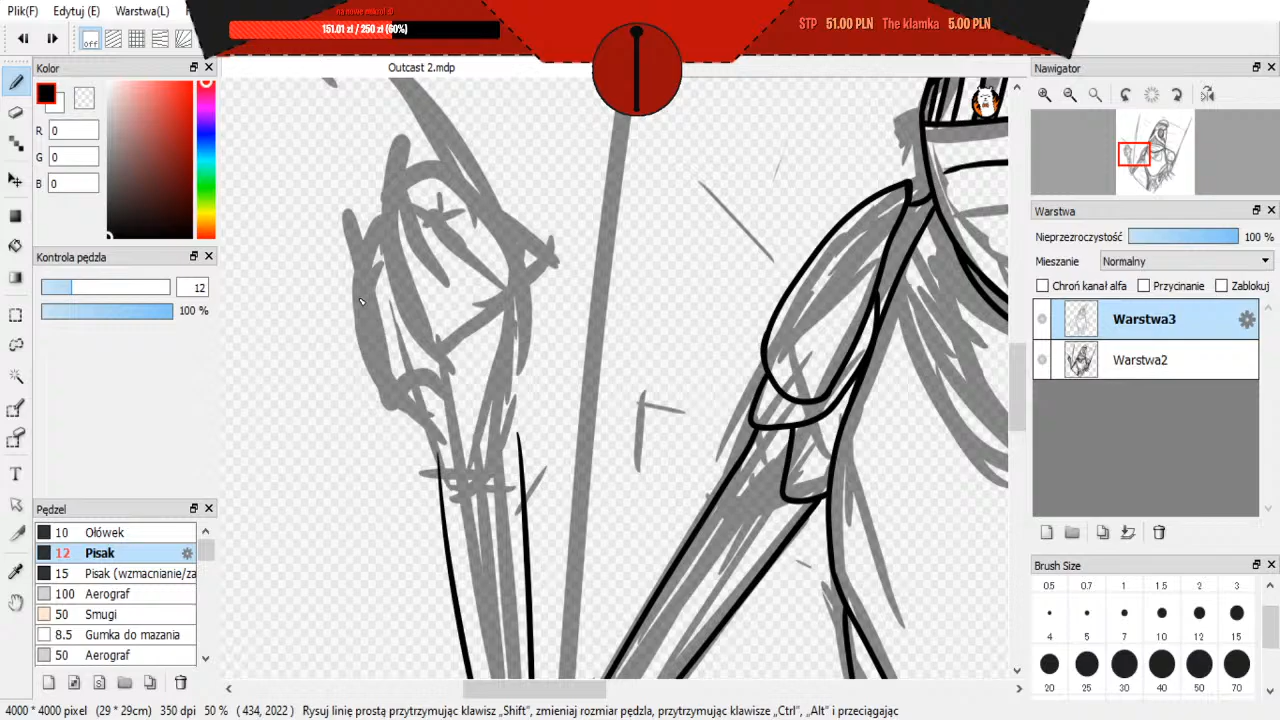 Plik(F) Edytuj (E) Warstwa(L)
na nowe mikro! :D
151.01 zł / 250 zł (60%)
STP 51.00 PLN The klamka 5.00 PLN
off
Kolor
Outcast 2.mdp
Nawigator
R 0
G 0
B 0
Kontrola pędzla
12
100 %
Warstwa
Nieprzezroczystość 100 %
Mieszanie Normalny
Chroń kanał alfa Przycinanie Zablokuj
Warstwa3
Warstwa2
Pędzel
10 Ołówek
12 Pisak
15 Pisak (wzmacnianie/za
100 Aerograf
50 Smugi
8.5 Gumka do mazania
50 Aerograf
T
Brush Size
0.5 0.7 1 1.5 2 3
4 5 7 10 12 15
20 25 30 40 50 70
4000 * 4000 pixel (29 * 29cm) 350 dpi 50 % ( 434, 2022 ) Rysuj linię prostą przytrzymując klawisz „Shift”, zmieniaj rozmiar pędzla, przytrzymując klawisze „Ctrl”, „Alt” i przeciągając